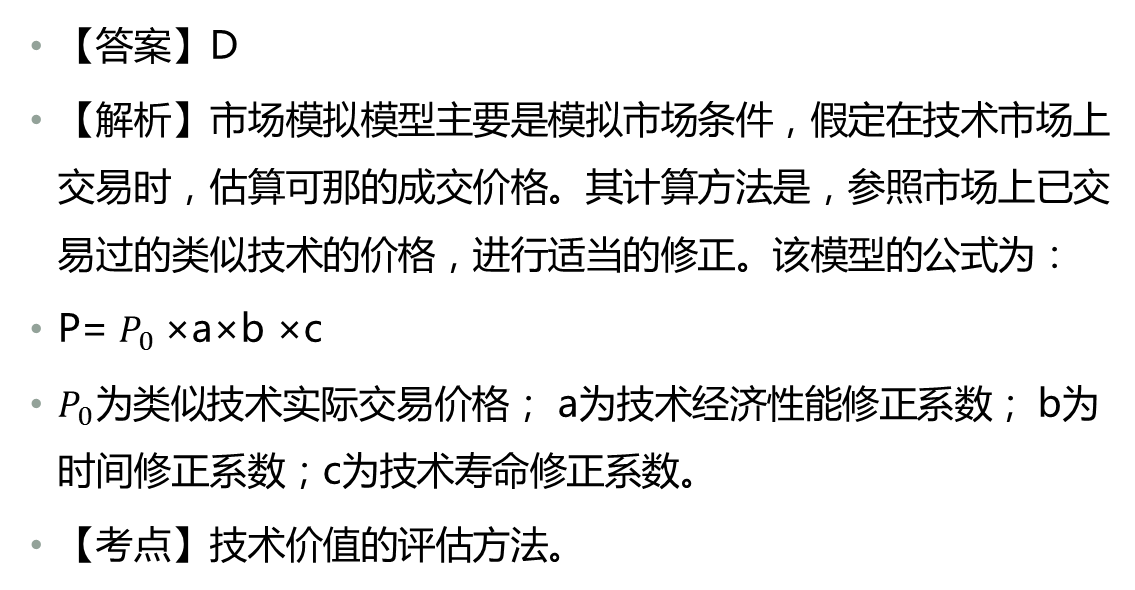 • 【答案】D
• 【解析】市场模拟模型主要是模拟市场条件，假定在技术市场上
交易时，估算可那的成交价格。其计算方法是，参照市场上已交
易过的类似技术的价格，进行适当的修正。该模型的公式为：
• P= P₀ ×a×b ×c
• P₀为类似技术实际交易价格； a为技术经济性能修正系数； b为
时间修正系数；c为技术寿命修正系数。
• 【考点】技术价值的评估方法。